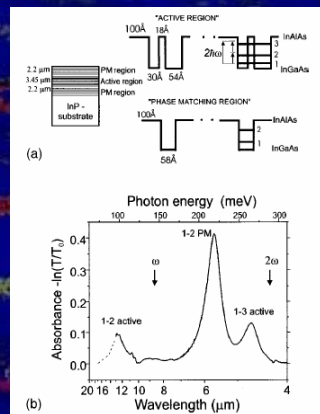 "ACTIVE REGION"
100Å 18Å
InAlAs
3
2ħω
2
1
InGaAs
30Å 54Å
2.2 μm PM region
3.45 μm Active region
2.2 μm PM region
InP - substrate
"PHASE MATCHING REGION"
100Å
InAlAs
2
1
InGaAs
58Å
(a)
Photon energy (meV)
100 150 200 250 300
1-2 PM
0.4
ω
2ω
0.3
0.2
1-3 active
1-2 active
0.1
0.0
Absorbance -ln(T/T₀)
20 16 12 10 8 6 4
Wavelength (μm)
(b)